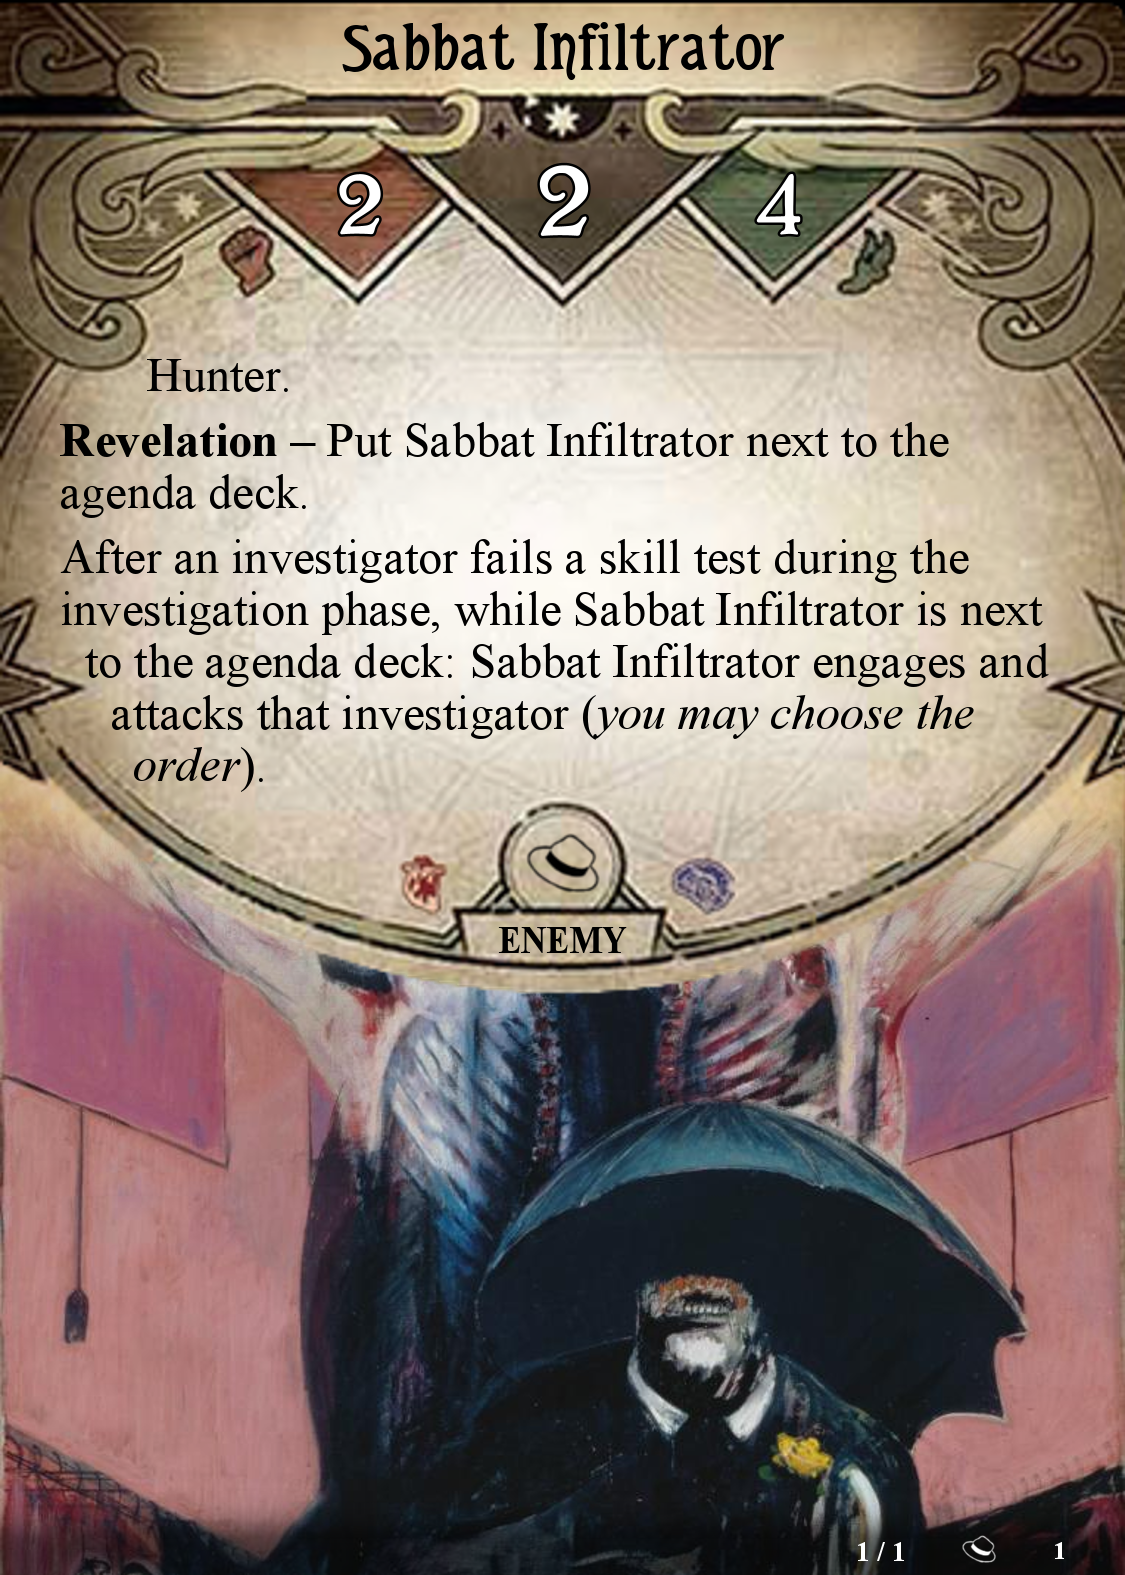 Sabbat Infiltrator
2 2 4
Hunter.
Revelation – Put Sabbat Infiltrator next to the
agenda deck.
After an investigator fails a skill test during the
investigation phase, while Sabbat Infiltrator is next
to the agenda deck: Sabbat Infiltrator engages and
attacks that investigator (you may choose the
order).
ENEMY
1 / 1 1